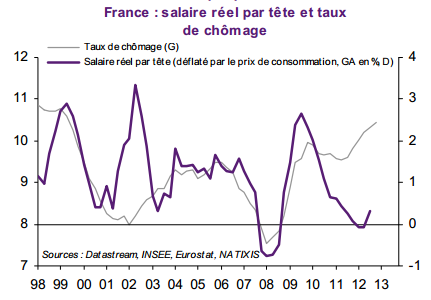 France : salaire réel par tête et taux
de chômage
Taux de chômage (G)
Salaire réel par tête (déflaté par le prix de consommation, GA en % D)
12 4
11 3
10 2
9 1
8 0
7 -1
Sources : Datastream, INSEE, Eurostat, NATIXIS
98 99 00 01 02 03 04 05 06 07 08 09 10 11 12 13